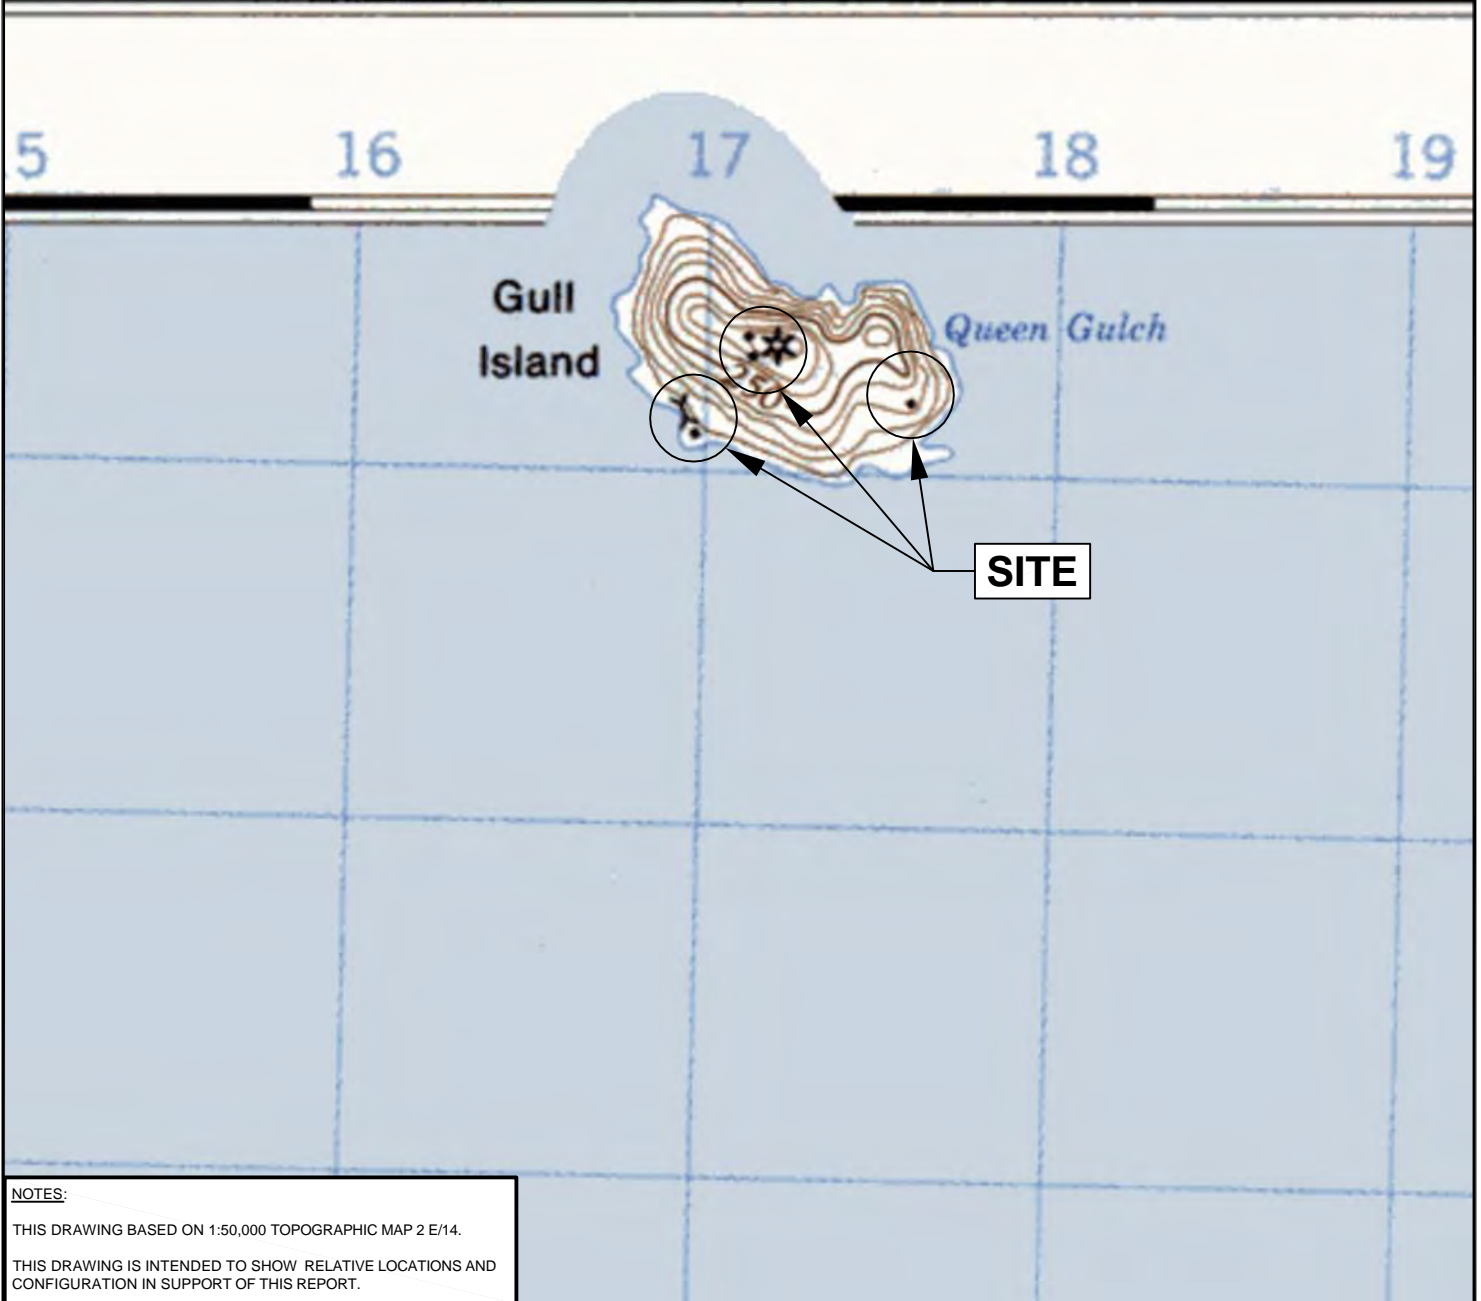 5 16 17 18 19
Gull
Island
Queen Gulch
250
SITE
NOTES:
THIS DRAWING BASED ON 1:50,000 TOPOGRAPHIC MAP 2 E/14.
THIS DRAWING IS INTENDED TO SHOW RELATIVE LOCATIONS AND
CONFIGURATION IN SUPPORT OF THIS REPORT.